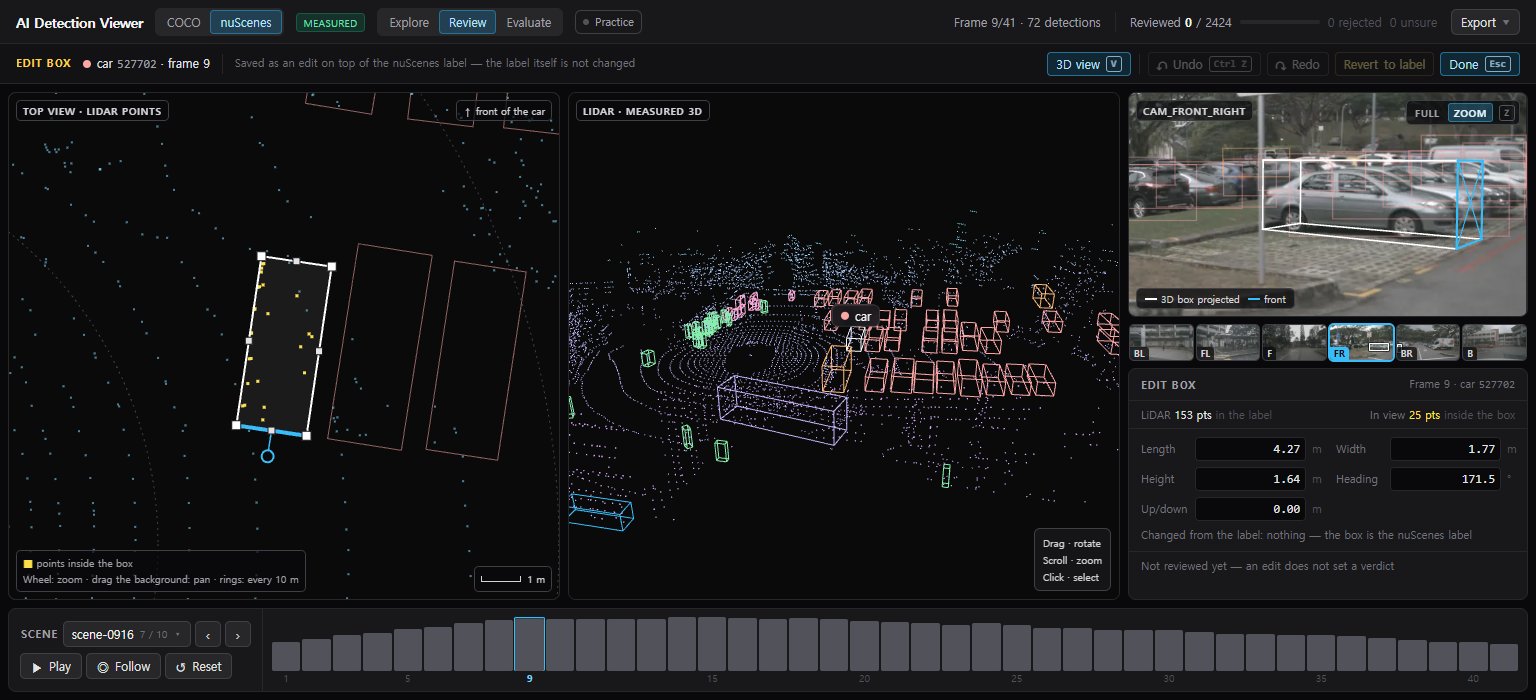 AI Detection Viewer COCO nuScenes MEASURED Explore Review Evaluate Practice Frame 9/41 · 72 detections Reviewed 0 / 2424 0 rejected 0 unsure Export
EDIT BOX car 527702 · frame 9 Saved as an edit on top of the nuScenes label — the label itself is not changed 3D view V Undo Ctrl Z Redo Revert to label Done Esc
TOP VIEW · LIDAR POINTS ↑ front of the car
points inside the box
Wheel: zoom · drag the background: pan · rings: every 10 m
1 m
LIDAR · MEASURED 3D
car
Drag · rotate
Scroll · zoom
Click · select
CAM_FRONT_RIGHT FULL ZOOM Z
3D box projected front
BL FL F FR BR B
EDIT BOX Frame 9 · car 527702
LiDAR 153 pts in the label In view 25 pts inside the box
Length 4.27 m Width 1.77 m
Height 1.64 m Heading 171.5 °
Up/down 0.00 m
Changed from the label: nothing — the box is the nuScenes label
Not reviewed yet — an edit does not set a verdict
SCENE scene-0916 7 / 10 ‹ ›
Play Follow Reset
1 5 9 15 20 25 30 35 40